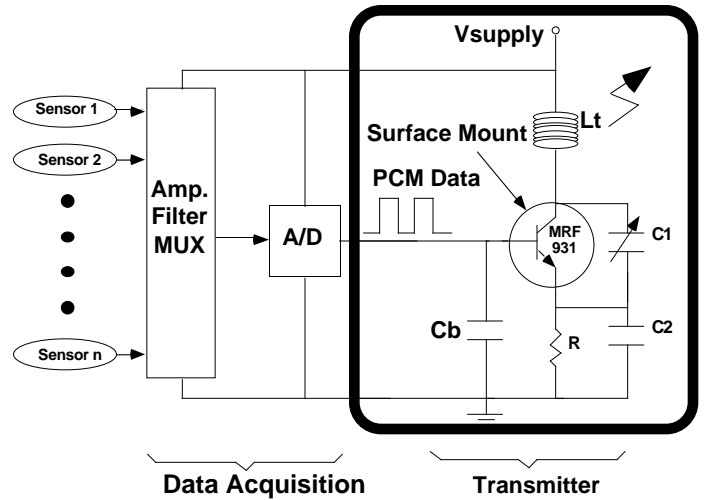 Vsupply
Sensor 1
Lt
Surface Mount
Sensor 2
PCM Data
Amp.
Filter
MUX
A/D
MRF
931
C1
Cb
R
C2
Sensor n
Data Acquisition
Transmitter